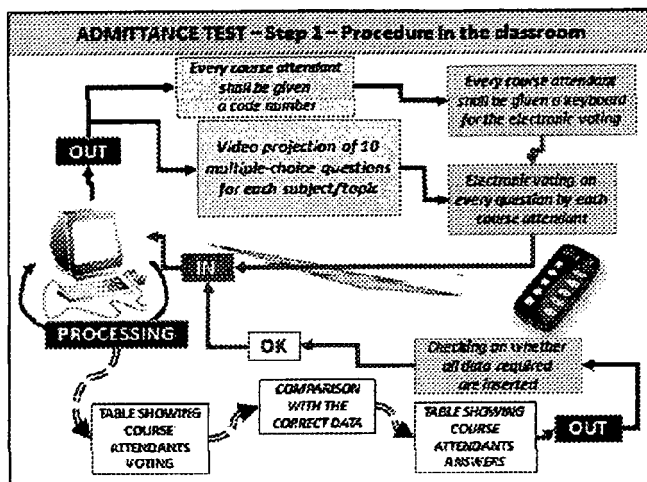 ADMITTANCE TEST – Step 1 – Procedure in the classroom
Every course attendant
shall be given
a code number
Every course attendant
shall be given a keyboard
for the electronic voting
OUT
Video projection of 10
multiple-choice questions
for each subject/topic
Electronic voting on
every question by each
course attendant
IN
PROCESSING
OK
Checking on whether
all data required
are inserted
TABLE SHOWING
COURSE
ATTENDANTS
VOTING
COMPARISON
WITH THE
CORRECT DATA
TABLE SHOWING
COURSE
ATTENDANTS
ANSWERS
OUT